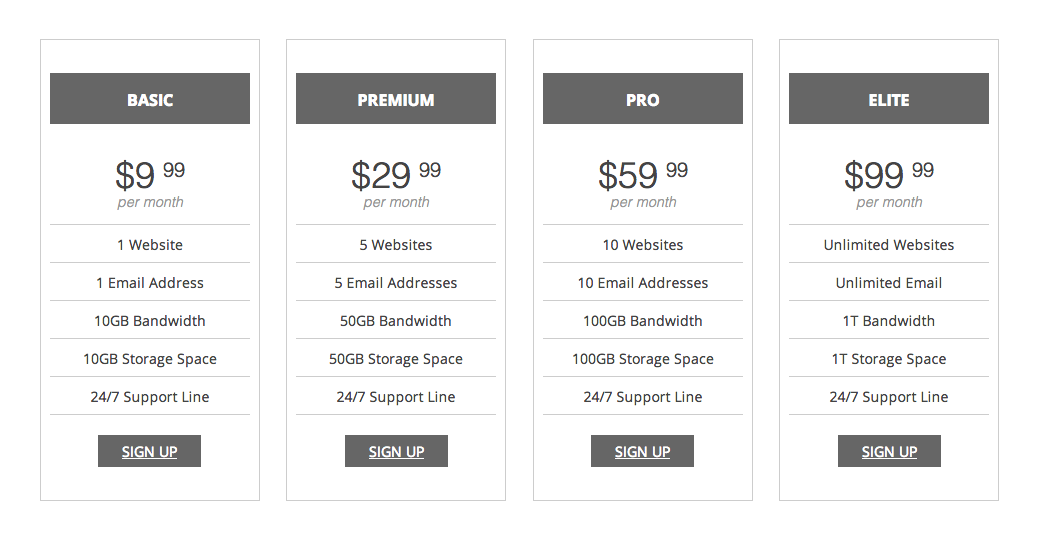 BASIC
$9 99
per month
1 Website
1 Email Address
10GB Bandwidth
10GB Storage Space
24/7 Support Line
SIGN UP
PREMIUM
$29 99
per month
5 Websites
5 Email Addresses
50GB Bandwidth
50GB Storage Space
24/7 Support Line
SIGN UP
PRO
$59 99
per month
10 Websites
10 Email Addresses
100GB Bandwidth
100GB Storage Space
24/7 Support Line
SIGN UP
ELITE
$99 99
per month
Unlimited Websites
Unlimited Email
1T Bandwidth
1T Storage Space
24/7 Support Line
SIGN UP